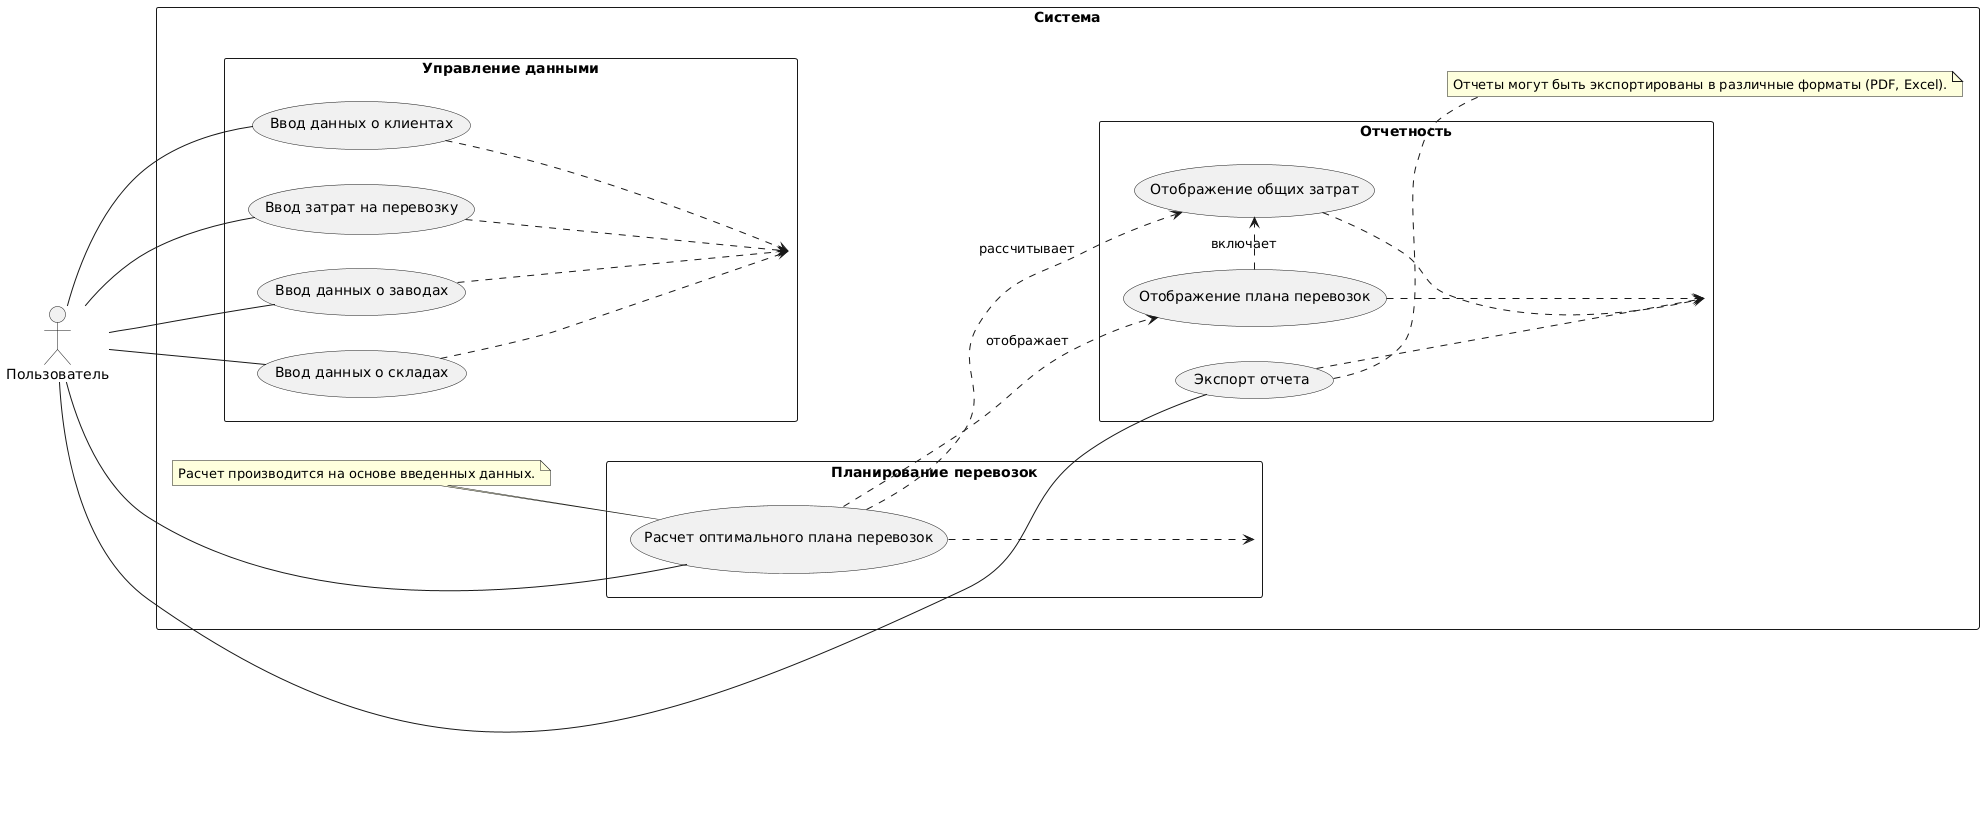 Система
Управление данными
Отчеты могут быть экспортированы в различные форматы (PDF, Excel).
Ввод данных о клиентах
Отчетность
Отображение общих затрат
Ввод затрат на перевозку
рассчитывает
включает
Ввод данных о заводах
Отображение плана перевозок
отображает
Пользователь
Ввод данных о складах
Экспорт отчета
Расчет производится на основе введенных данных.
Планирование перевозок
Расчет оптимального плана перевозок